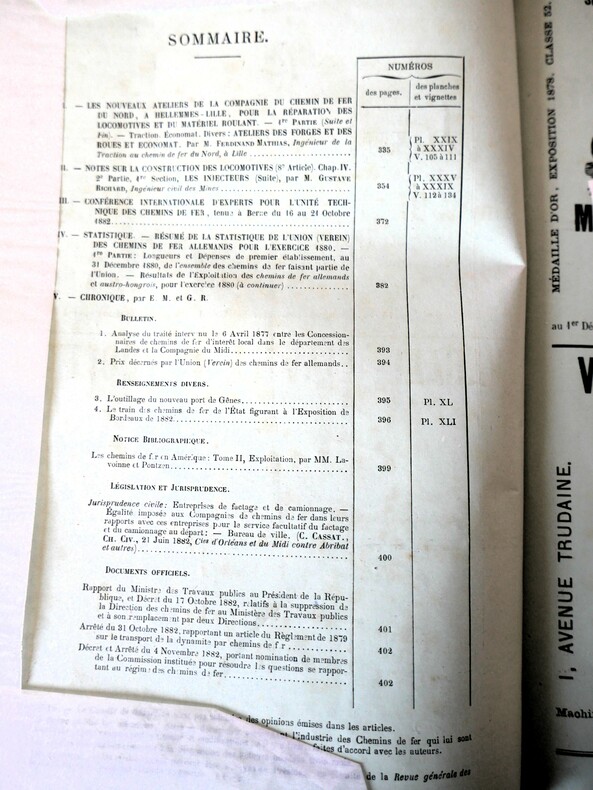 SOMMAIRE.
NUMÉROS
des pages.
des planches
et vignettes
I. — LES NOUVEAUX ATELIERS DE LA COMPAGNIE DU CHEMIN DE FER
DU NORD, A HELLEMMES-LILLE, POUR LA RÉPARATION DES
LOCOMOTIVES ET DU MATÉRIEL ROULANT. — 1re PARTIE (Suite et
Fin). — Traction. Économat. Divers : ATELIERS DES FORGES ET DES
ROUES ET ECONOMAT. Par M. FERDINAND MATHIAS, Ingénieur de la
Traction au chemin de fer du Nord, à Lille
335
Pl. XXIX
à XXXIV
V. 105 à 111
II. — NOTES SUR LA CONSTRUCTION DES LOCOMOTIVES (8e Article). Chap. IV.
2e Partie, 4me Section, LES INJECTEURS (Suite), par M. GUSTAVE
RICHARD, Ingénieur civil des Mines
354
Pl. XXXV
à XXXIX
V. 112 à 134
III. — CONFÉRENCE INTERNATIONALE D'EXPERTS POUR L'UNITÉ TECH-
NIQUE DES CHEMINS DE FER, tenue à Berne du 16 au 21 Octobre
1882
372
IV. — STATISTIQUE. — RÉSUMÉ DE LA STATISTIQUE DE L'UNION (VEREIN)
DES CHEMINS DE FER ALLEMANDS POUR L'EXERCICE 1880. —
1re PARTIE : Longueurs et Dépenses de premier établissement, au
31 Décembre 1880, de l'ensemble des chemins de fer faisant partie de
l'Union. — Résultats de l'Exploitation des chemins de fer allemands
et austro-hongrois, pour l'exercice 1880 (à continuer)
382
V. — CHRONIQUE, par E. M. et G. R.
BULLETIN.
1. Analyse du traité intervenu le 6 Avril 1877 entre les Concession-
naires de chemins de fer d'intérêt local dans le département des
Landes et la Compagnie du Midi
393
2. Prix décernés par l'Union (Verein) des chemins de fer allemands..
394
RENSEIGNEMENTS DIVERS.
3. L'outillage du nouveau port de Gênes
395
Pl. XL
4. Le train des chemins de fer de l'État figurant à l'Exposition de
Bordeaux de 1882
396
Pl. XLI
NOTICE BIBLIOGRAPHIQUE.
Les chemins de fer en Amérique : Tome II, Exploitation, par MM. La-
voinne et Pontzen
399
LÉGISLATION ET JURISPRUDENCE.
Jurisprudence civile : Entreprises de factage et de camionnage. —
Égalité imposée aux Compagnies de chemins de fer dans leurs
rapports avec ces entreprises pour le service facultatif du factage
et du camionnage au départ : — Bureau de ville. (C. CASSAT.,
CH. CIV., 21 Juin 1882, Cies d'Orléans et du Midi contre Abribat
et autres)
400
DOCUMENTS OFFICIELS.
Rapport du Ministre des Travaux publics au Président de la Répu-
blique, et Décret du 17 Octobre 1882, relatifs à la suppression de
la Direction des chemins de fer au Ministère des Travaux publics
et à son remplacement par deux Directions
401
Arrêté du 31 Octobre 1882, rapportant un article du Règlement de 1879
sur le transport de la dynamite par chemins de fer
402
Décret et Arrêté du 4 Novembre 1882, portant nomination de membres
de la Commission instituée pour résoudre les questions se rappor-
tant au régime des chemins de fer
402
des opinions émises dans les articles.
l'industrie des Chemins de fer qui lui sont
faites d'accord avec les auteurs.
de la Revue générale des
MÉDAILLE D'OR, EXPOSITION 1878. CLASSE 52.
M
au 1er Dé
V
1, AVENUE TRUDAINE.
Machi